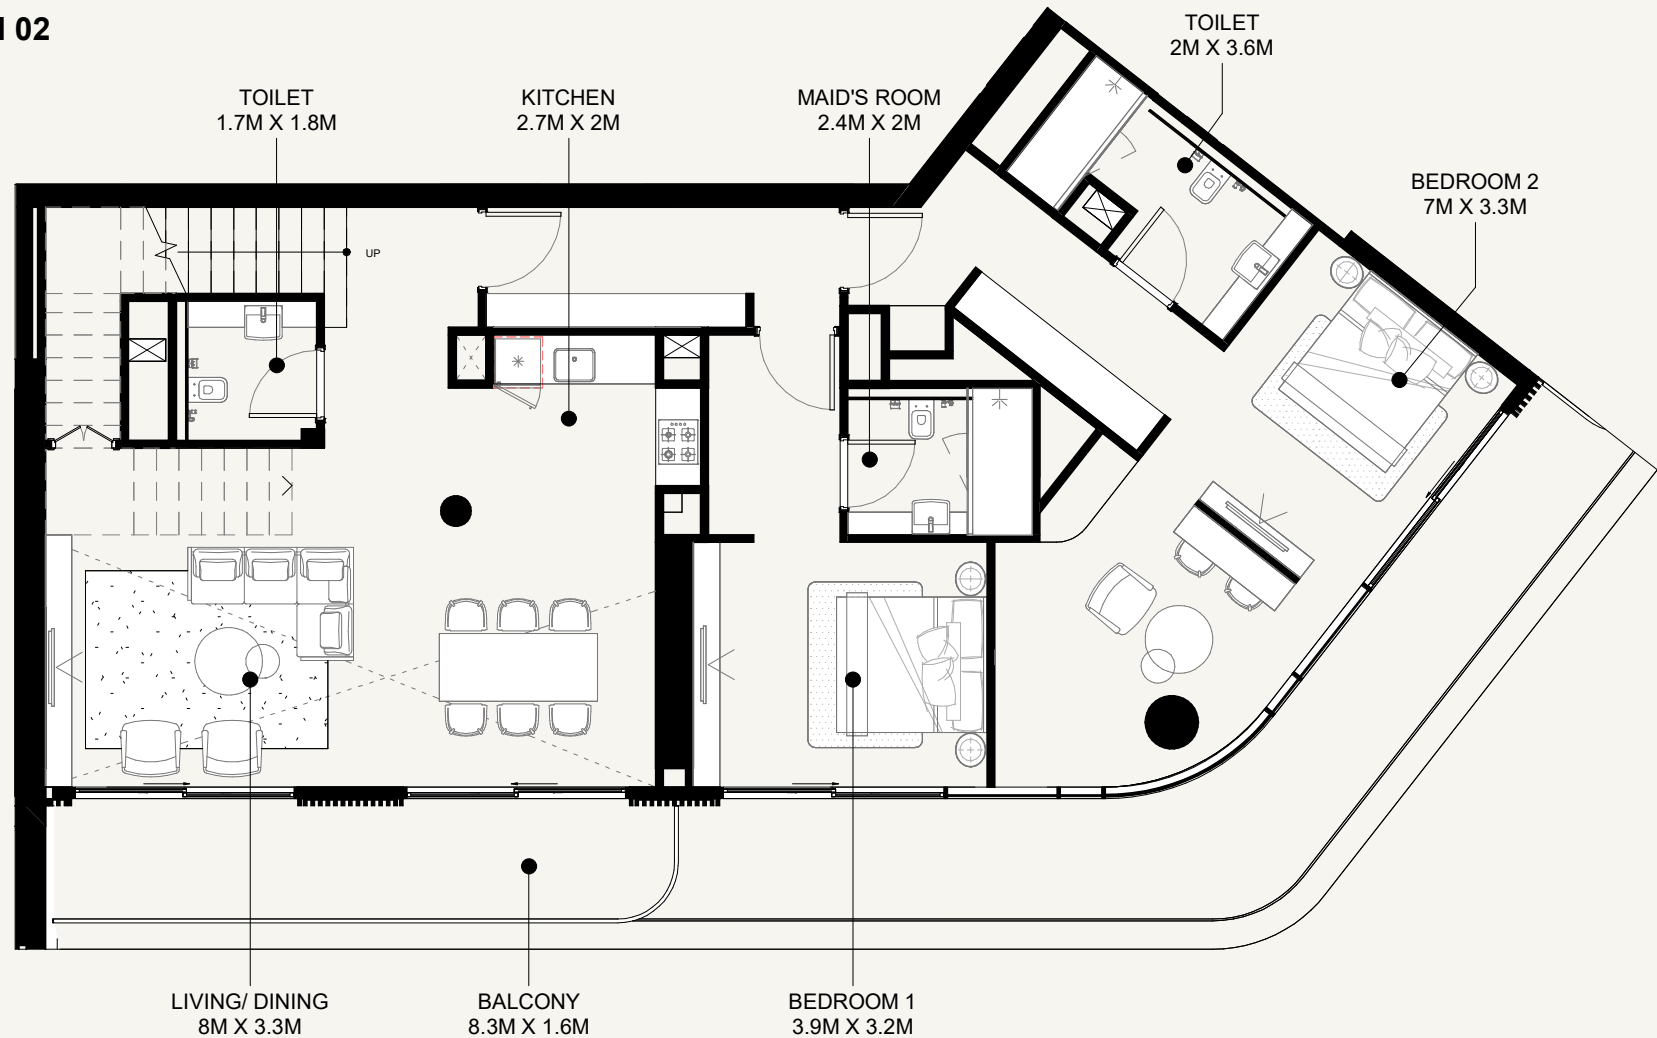 02
TOILET
2M X 3.6M
TOILET
1.7M X 1.8M
KITCHEN
2.7M X 2M
MAID'S ROOM
2.4M X 2M
BEDROOM 2
7M X 3.3M
UP
LIVING/ DINING
8M X 3.3M
BALCONY
8.3M X 1.6M
BEDROOM 1
3.9M X 3.2M